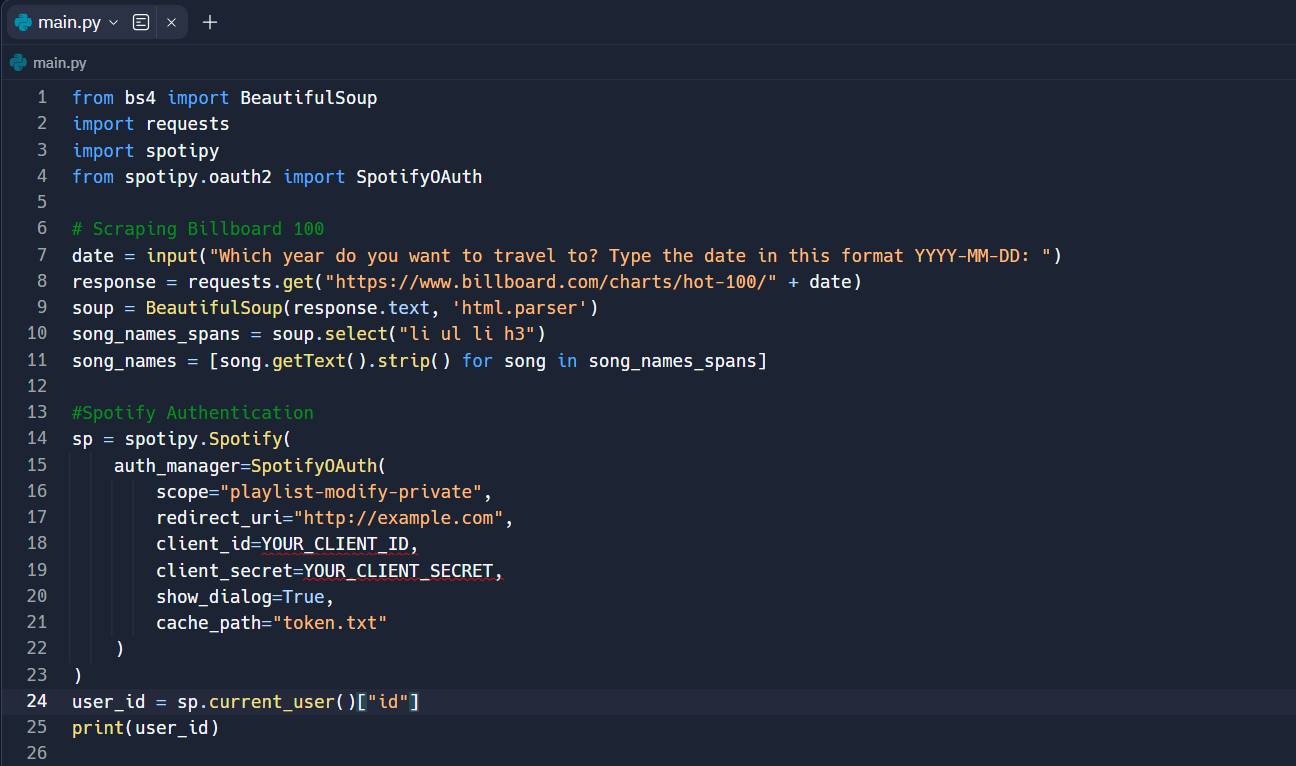 main.py
main.py
1 from bs4 import BeautifulSoup
2 import requests
3 import spotipy
4 from spotipy.oauth2 import SpotifyOAuth
5
6 # Scraping Billboard 100
7 date = input("Which year do you want to travel to? Type the date in this format YYYY-MM-DD: ")
8 response = requests.get("https://www.billboard.com/charts/hot-100/" + date)
9 soup = BeautifulSoup(response.text, 'html.parser')
10 song_names_spans = soup.select("li ul li h3")
11 song_names = [song.getText().strip() for song in song_names_spans]
12
13 #Spotify Authentication
14 sp = spotipy.Spotify(
15     auth_manager=SpotifyOAuth(
16         scope="playlist-modify-private",
17         redirect_uri="http://example.com",
18         client_id=YOUR_CLIENT_ID,
19         client_secret=YOUR_CLIENT_SECRET,
20         show_dialog=True,
21         cache_path="token.txt"
22     )
23 )
24 user_id = sp.current_user()["id"]
25 print(user_id)
26